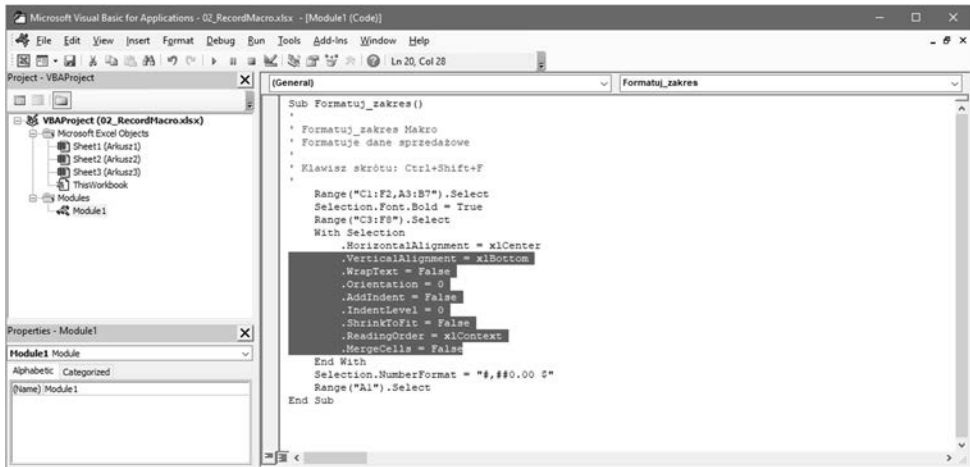 Microsoft Visual Basic for Applications - 02_RecordMacro.xlsx - [Module1 (Code)]
File Edit View Insert Format Debug Run Tools Add-Ins Window Help
Ln 20, Col 28
Project - VBAProject
VBAProject (02_RecordMacro.xlsx)
Microsoft Excel Objects
Sheet1 (Arkusz1)
Sheet2 (Arkusz2)
Sheet3 (Arkusz3)
ThisWorkbook
Modules
Module1
Properties - Module1
Module1 Module
Alphabetic Categorized
(Name) Module1
(General) Formatuj_zakres
Sub Formatuj_zakres()
'
' Formatuj_zakres Makro
' Formatuje dane sprzedażowe
'
' Klawisz skrótu: Ctrl+Shift+F
'
Range("C1:F2,A3:B7").Select
Selection.Font.Bold = True
Range("C3:F8").Select
With Selection
.HorizontalAlignment = xlCenter
.VerticalAlignment = xlBottom
.WrapText = False
.Orientation = 0
.AddIndent = False
.IndentLevel = 0
.ShrinkToFit = False
.ReadingOrder = xlContext
.MergeCells = False
End With
Selection.NumberFormat = "#,##0.00 $"
Range("A1").Select
End Sub